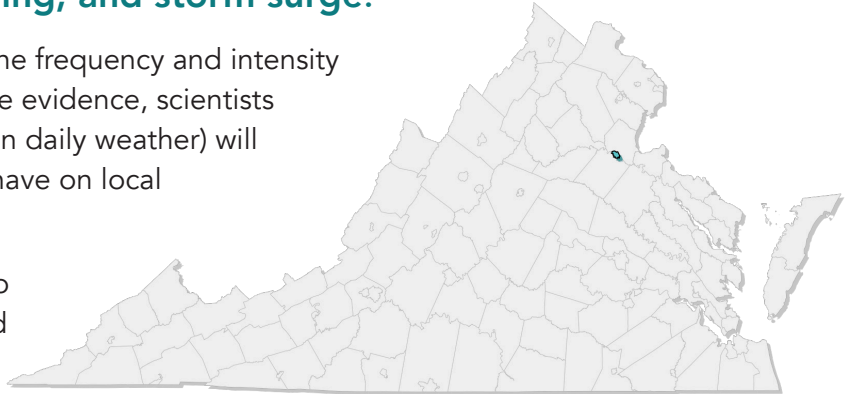 ing, and storm surge.
he frequency and intensity
e evidence, scientists
n daily weather) will
have on local